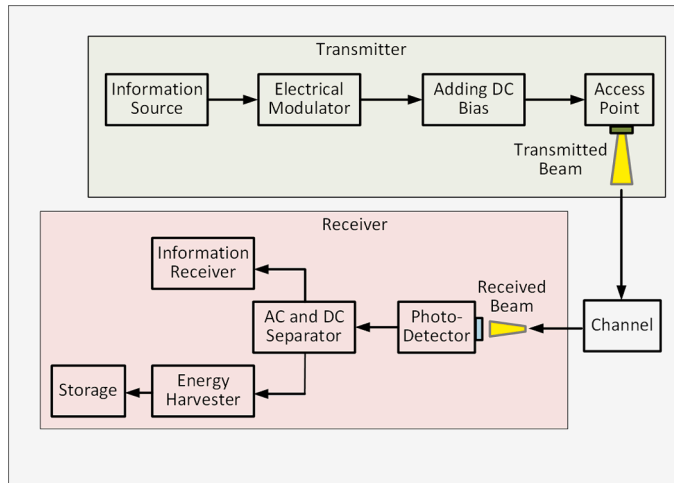 Transmitter
Information
Source
Electrical
Modulator
Adding DC
Bias
Access
Point
Transmitted
Beam
Receiver
Information
Receiver
AC and DC
Separator
Photo-
Detector
Received
Beam
Channel
Storage
Energy
Harvester